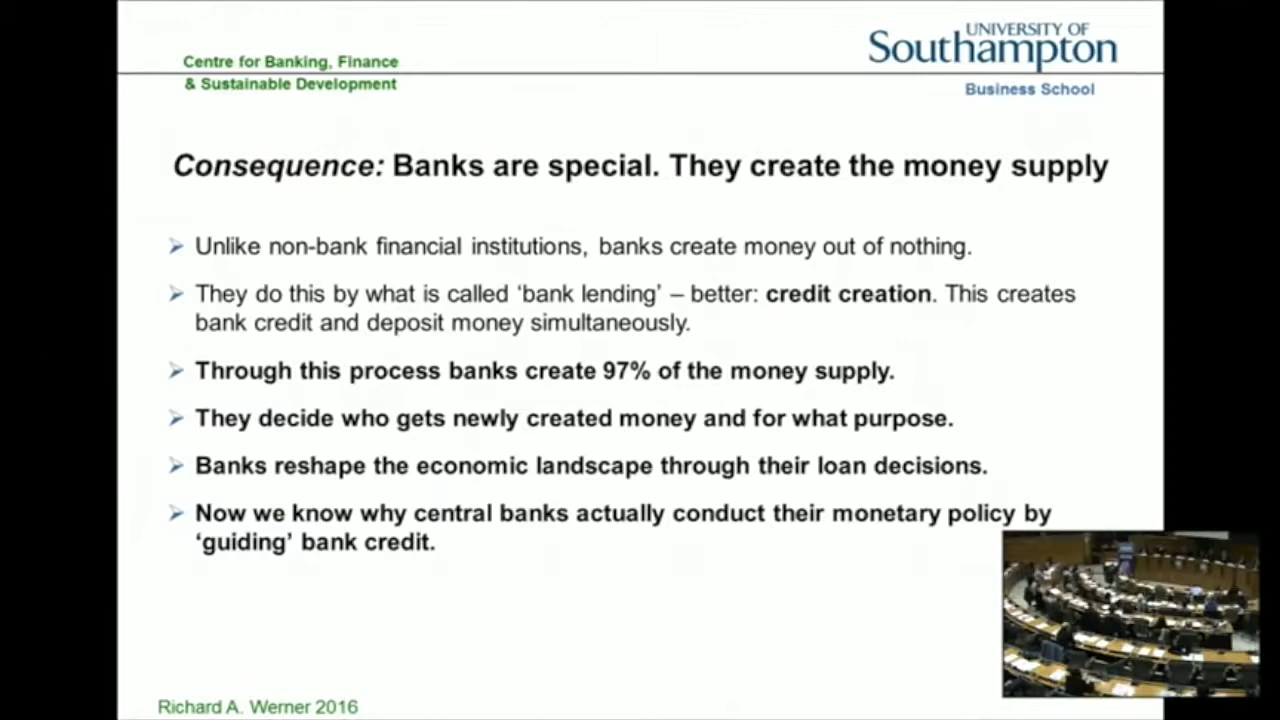 Centre for Banking, Finance
& Sustainable Development
UNIVERSITY OF
Southampton
Business School
Consequence: Banks are special. They create the money supply
Unlike non-bank financial institutions, banks create money out of nothing.
They do this by what is called ‘bank lending’ – better: credit creation. This creates
bank credit and deposit money simultaneously.
Through this process banks create 97% of the money supply.
They decide who gets newly created money and for what purpose.
Banks reshape the economic landscape through their loan decisions.
Now we know why central banks actually conduct their monetary policy by
‘guiding’ bank credit.
Richard A. Werner 2016